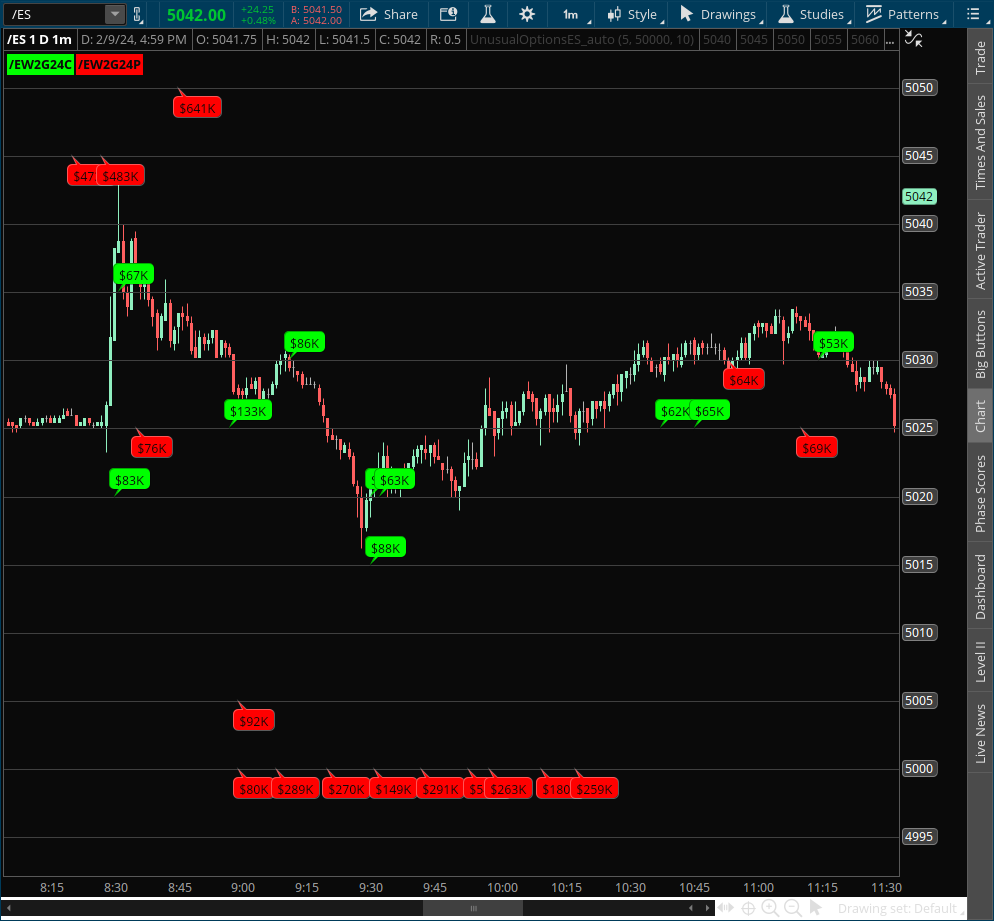 /ES 5042.00 +24.25 B: 5041.50 Share 1m Style Drawings Studies Patterns
+0.48% A: 5042.00
/ES 1 D 1m D: 2/9/24, 4:59 PM O: 5041.75 H: 5042 L: 5041.5 C: 5042 R: 0.5 UnusualOptionsES_auto (5, 50000, 10) 5040 5045 5050 5055 5060 ...
/EW2G24C /EW2G24P
5050
$641K
5045
$47 $483K
5042
5040
$67K
5035
$86K $53K
5030
$64K
$133K $62K $65K
5025
$76K $69K
$83K $63K
5020
$88K
5015
5010
5005
$92K
5000
$80K $289K $270K $149K $291K $263K $180 $259K
4995
8:15 8:30 8:45 9:00 9:15 9:30 9:45 10:00 10:15 10:30 10:45 11:00 11:15 11:30
Drawing set: Default
Trade
Times And Sales
Active Trader
Big Buttons
Chart
Phase Scores
Dashboard
Level II
Live News